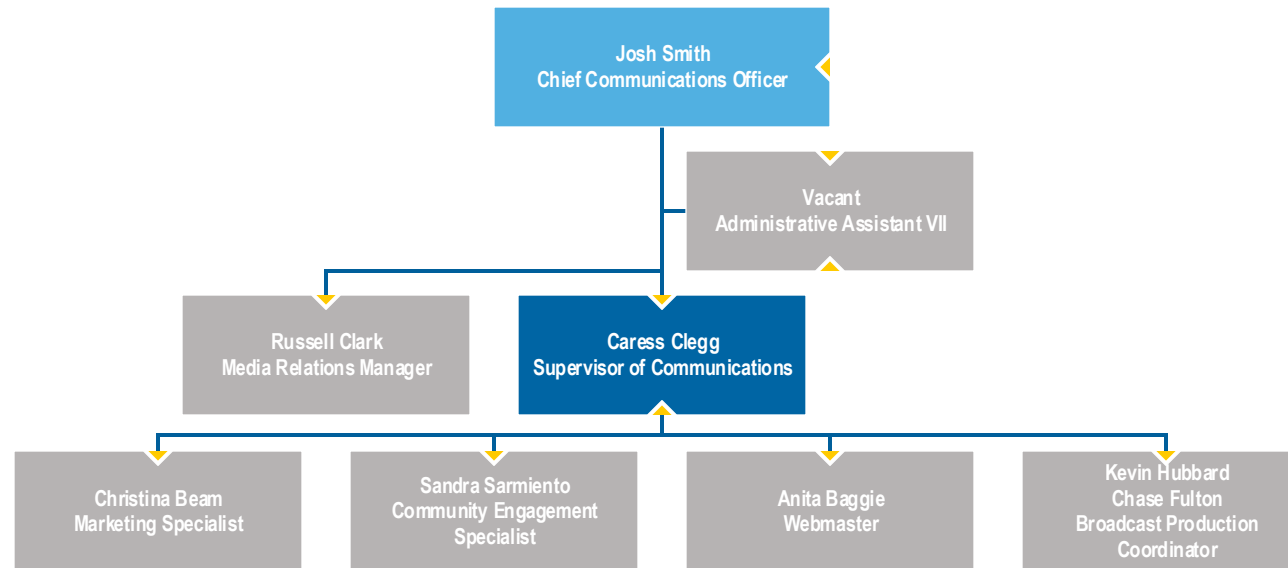 Josh Smith
Chief Communications Officer
Vacant
Administrative Assistant VII
Russell Clark
Media Relations Manager
Caress Clegg
Supervisor of Communications
Christina Beam
Marketing Specialist
Sandra Sarmiento
Community Engagement
Specialist
Anita Baggie
Webmaster
Kevin Hubbard
Chase Fulton
Broadcast Production
Coordinator